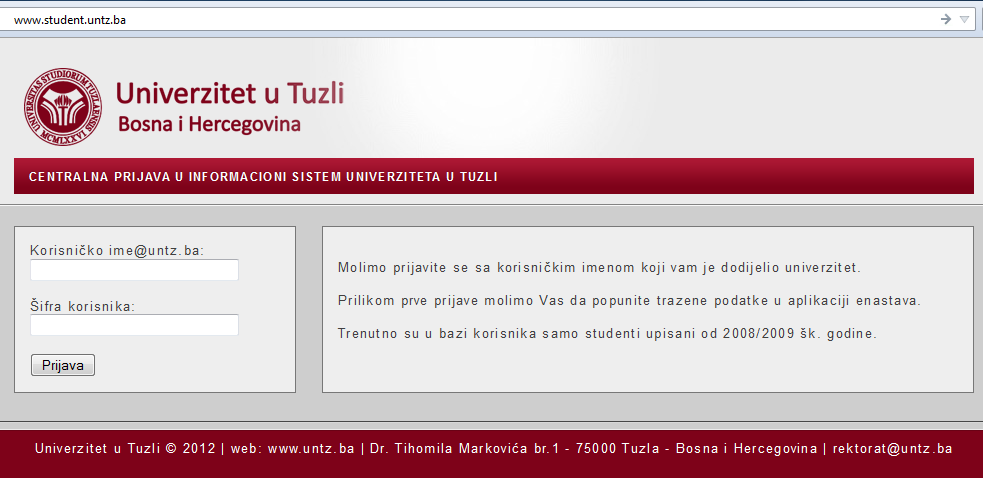 www.student.untz.ba
UNIVERSITAS STUDIORUM TUZLAENSIS
MCMLXXVI
Univerzitet u Tuzli
Bosna i Hercegovina
CENTRALNA PRIJAVA U INFORMACIONI SISTEM UNIVERZITETA U TUZLI
Korisničko ime@untz.ba:
Šifra korisnika:
Prijava
Molimo prijavite se sa korisničkim imenom koji vam je dodijelio univerzitet.
Prilikom prve prijave molimo Vas da popunite trazene podatke u aplikaciji enastava.
Trenutno su u bazi korisnika samo studenti upisani od 2008/2009 šk. godine.
Univerzitet u Tuzli © 2012 | web: www.untz.ba | Dr. Tihomila Markovića br.1 - 75000 Tuzla - Bosna i Hercegovina | rektorat@untz.ba